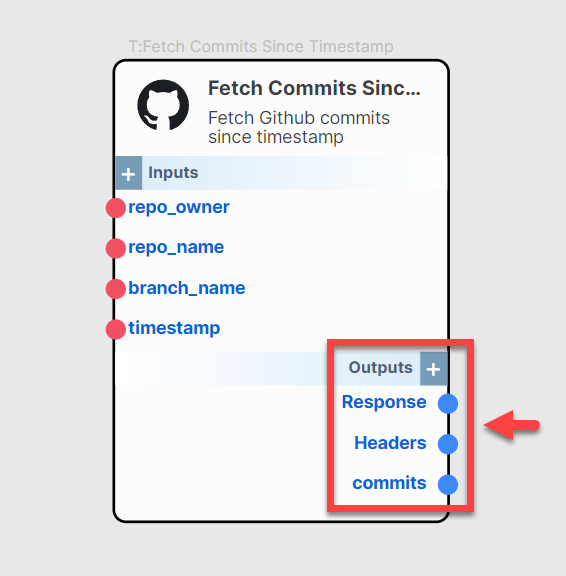 T:Fetch Commits Since Timestamp
Fetch Commits Sinc...
Fetch Github commits
since timestamp
+ Inputs
repo_owner
repo_name
branch_name
timestamp
Outputs +
Response
Headers
commits